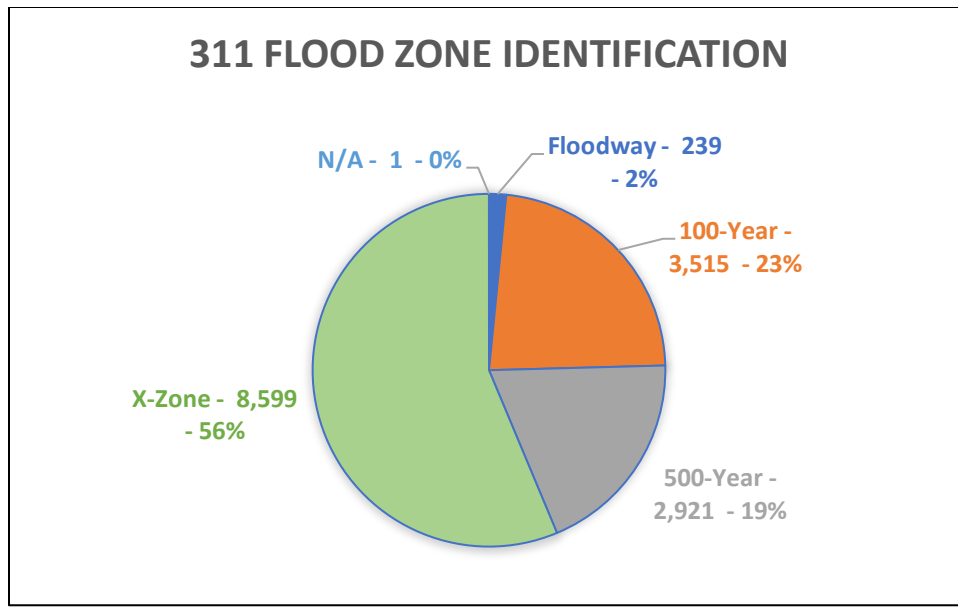 311 FLOOD ZONE IDENTIFICATION
N/A - 1 - 0%
Floodway - 239
- 2%
100-Year -
3,515 - 23%
X-Zone - 8,599
- 56%
500-Year -
2,921 - 19%